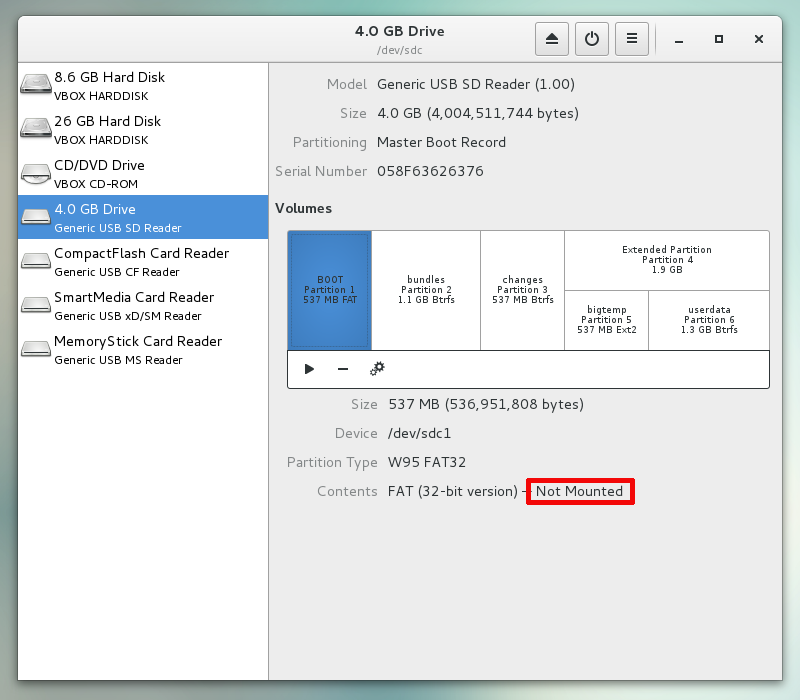 4.0 GB Drive
/dev/sdc
8.6 GB Hard Disk
VBOX HARDDISK
26 GB Hard Disk
VBOX HARDDISK
CD/DVD Drive
VBOX CD-ROM
4.0 GB Drive
Generic USB SD Reader
CompactFlash Card Reader
Generic USB CF Reader
SmartMedia Card Reader
Generic USB xD/SM Reader
MemoryStick Card Reader
Generic USB MS Reader
Model Generic USB SD Reader (1.00)
Size 4.0 GB (4,004,511,744 bytes)
Partitioning Master Boot Record
Serial Number 058F63626376
Volumes
BOOT
Partition 1
537 MB FAT
bundles
Partition 2
1.1 GB Btrfs
changes
Partition 3
537 MB Btrfs
Extended Partition
Partition 4
1.9 GB
bigtemp
Partition 5
537 MB Ext2
userdata
Partition 6
1.3 GB Btrfs
Size 537 MB (536,951,808 bytes)
Device /dev/sdc1
Partition Type W95 FAT32
Contents FAT (32-bit version) — Not Mounted